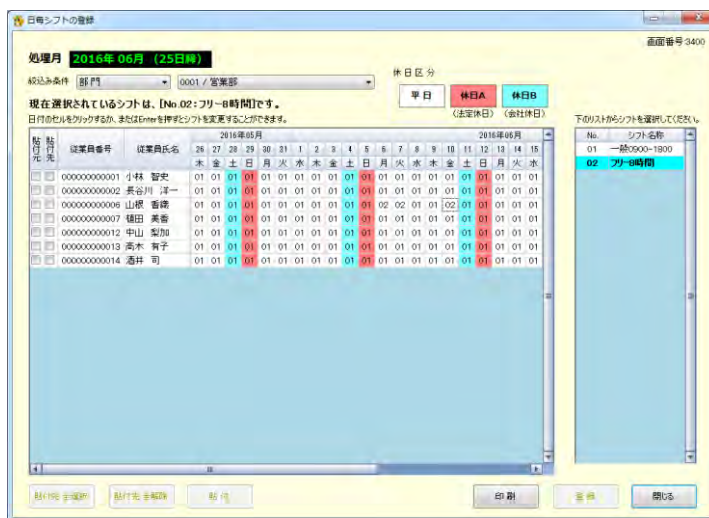 日毎シフトの登録
画面番号:3400
処理月 2016年 06月 (25日締)
絞込み条件 部門 0001 / 営業部
休日区分
平日 休日A 休日B
(法定休日) (会社休日)
現在選択されているシフトは、[No.02:フリー8時間]です。
日付のセルをクリックするか、またはEnterを押すとシフトを変更することができます。
下のリストからシフトを選択してください。
貼付元 貼付先 従業員番号 従業員氏名 2016年05月 2016年06月
26 27 28 29 30 31 1 2 3 4 5 6 7 8 9 10 11 12 13 14 15
木 金 土 日 月 火 水 木 金 土 日 月 火 水 木 金 土 日 月 火 水
000000000001 小林 智史 01 01 01 01 01 01 01 01 01 01 01 01 01 01 01 01 01 01 01 01 01
000000000002 長谷川 洋一 01 01 01 01 01 01 01 01 01 01 01 01 01 01 01 01 01 01 01 01 01
000000000006 山根 香織 01 01 01 01 01 01 01 01 01 01 01 02 02 01 01 02 01 01 01 01 01
000000000007 植田 美香 01 01 01 01 01 01 01 01 01 01 01 01 01 01 01 01 01 01 01 01 01
000000000012 中山 梨加 01 01 01 01 01 01 01 01 01 01 01 01 01 01 01 01 01 01 01 01 01
000000000013 高木 有子 01 01 01 01 01 01 01 01 01 01 01 01 01 01 01 01 01 01 01 01 01
000000000014 酒井 司 01 01 01 01 01 01 01 01 01 01 01 01 01 01 01 01 01 01 01 01 01
No. シフト名称
01 一般0900-1800
02 フリー8時間
貼付先 全選択 貼付先 全解除 貼 付 印 刷 登 録 閉じる